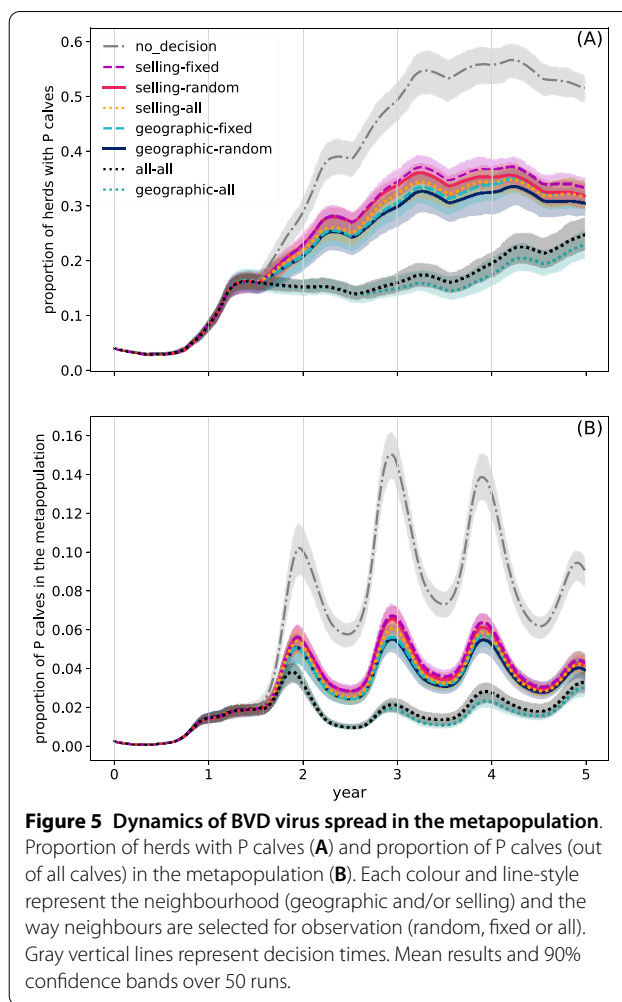 (A)
proportion of herds with P calves
0.6
0.5
0.4
0.3
0.2
0.1
0.0
no_decision
selling-fixed
selling-random
selling-all
geographic-fixed
geographic-random
all-all
geographic-all
(B)
proportion of P calves in the metapopulation
0.16
0.14
0.12
0.10
0.08
0.06
0.04
0.02
0.00
0 1 2 3 4 5
year
Figure 5 Dynamics of BVD virus spread in the metapopulation.
Proportion of herds with P calves (A) and proportion of P calves (out
of all calves) in the metapopulation (B). Each colour and line-style
represent the neighbourhood (geographic and/or selling) and the
way neighbours are selected for observation (random, fixed or all).
Gray vertical lines represent decision times. Mean results and 90%
confidence bands over 50 runs.